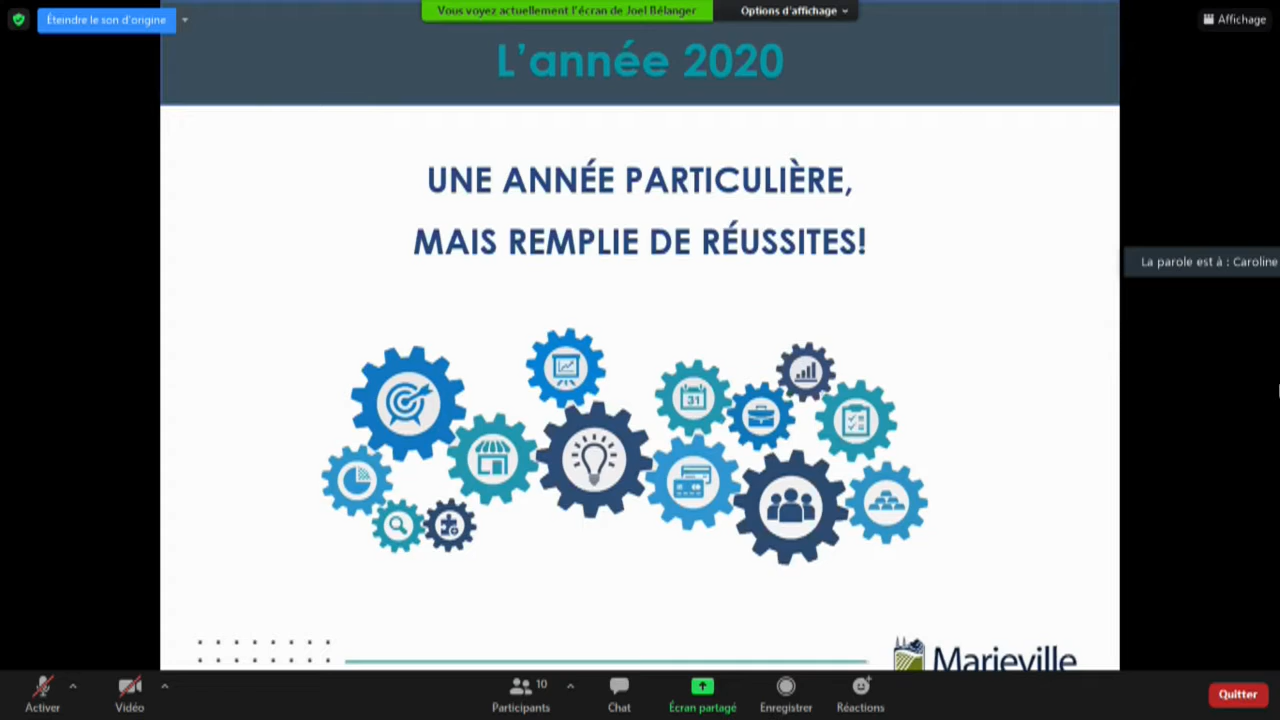 Éteindre le son d'origine
Vous voyez actuellement l'écran de Joel Bélanger
Options d'affichage
Affichage
L'année 2020
UNE ANNÉE PARTICULIÈRE,
MAIS REMPLIE DE RÉUSSITES!
La parole est à : Caroline
31
Marieville
Activer
Vidéo
10
Participants
Chat
Écran partagé
Enregistrer
Réactions
Quitter